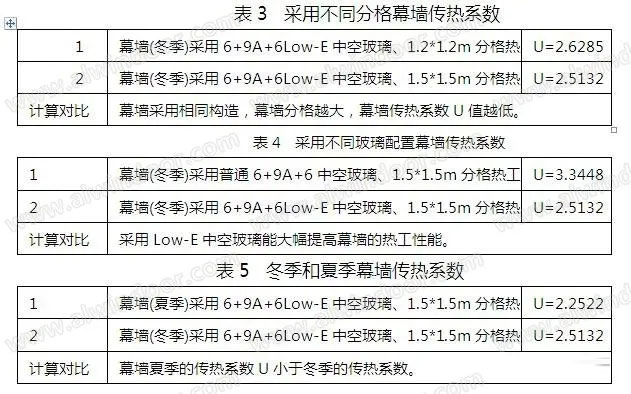 表 3 采用不同分格幕墙传热系数
1 幕墙(冬季)采用 6+9A+6Low-E 中空玻璃、1.2*1.2m 分格热 U=2.6285
2 幕墙(冬季)采用 6+9A+6Low-E 中空玻璃、1.5*1.5m 分格热 U=2.5132
计算对比 幕墙采用相同构造，幕墙分格越大，幕墙传热系数 U 值越低。
表 4 采用不同玻璃配置幕墙传热系数
1 幕墙(冬季)采用普通 6+9A+6 中空玻璃、1.5*1.5m 分格热工 U=3.3448
2 幕墙(冬季)采用 6+9A+6Low-E 中空玻璃、1.5*1.5m 分格热 U=2.5132
计算对比 采用 Low-E 中空玻璃能大幅提高幕墙的热工性能。
表 5 冬季和夏季幕墙传热系数
1 幕墙(夏季)采用 6+9A+6Low-E 中空玻璃、1.5*1.5m 分格热 U=2.2522
2 幕墙(冬季)采用 6+9A+6Low-E 中空玻璃、1.5*1.5m 分格热 U=2.5132
计算对比 幕墙夏季的传热系数 U 小于冬季的传热系数。